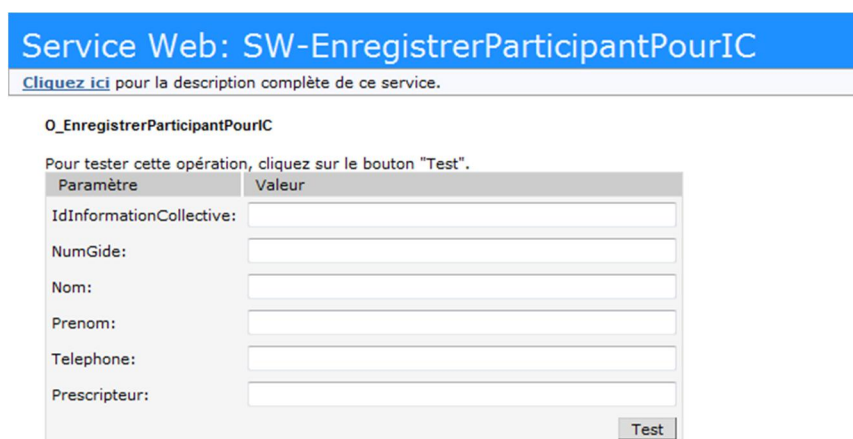 Service Web: SW-EnregistrerParticipantPourIC
Cliquez ici pour la description complète de ce service.
O_EnregistrerParticipantPourIC
Pour tester cette opération, cliquez sur le bouton "Test".
Paramètre Valeur
IdInformationCollective:
NumGide:
Nom:
Prenom:
Telephone:
Prescripteur:
Test